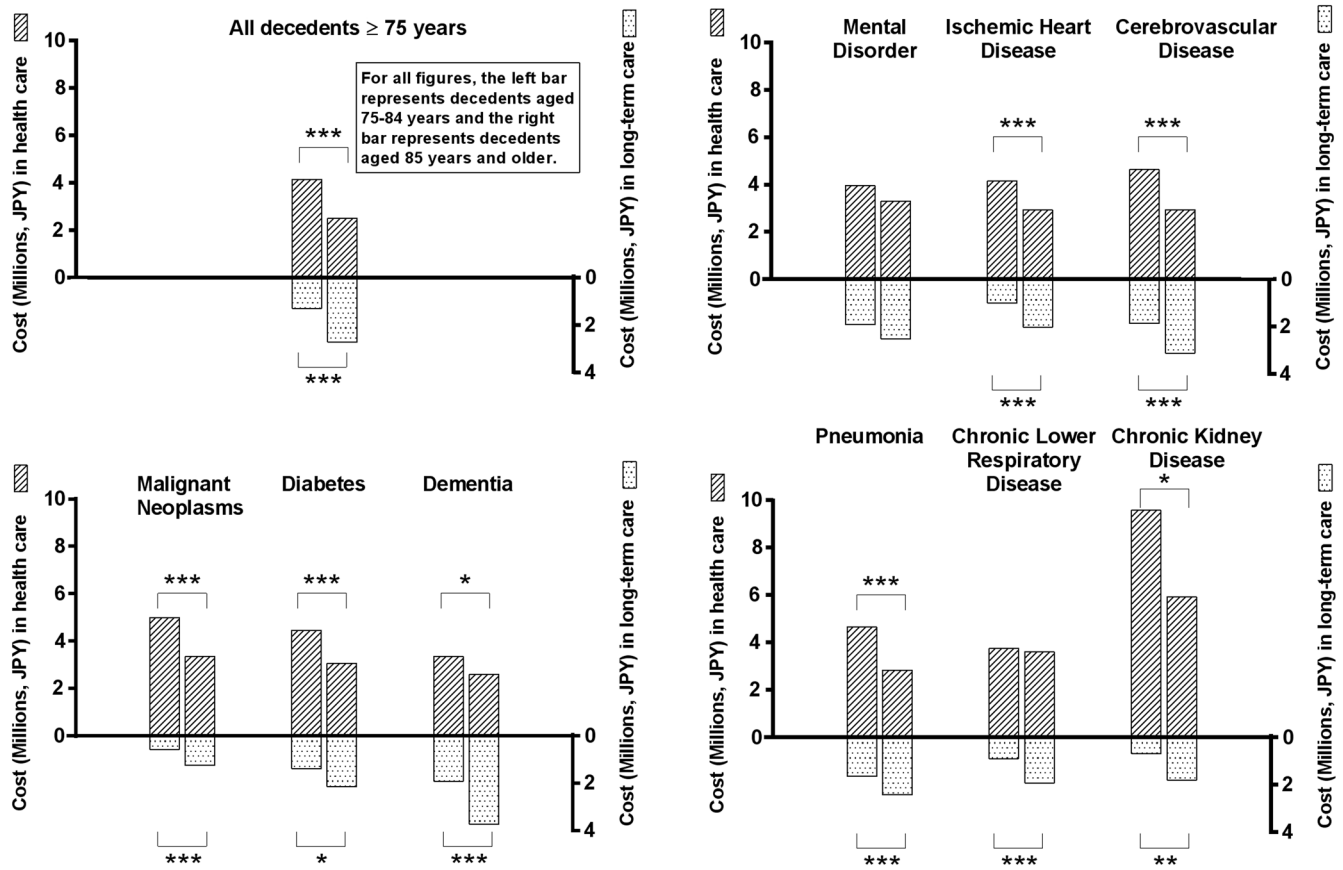 All decedents ≥ 75 years
Cost (Millions, JPY) in health care
10
8
6
4
2
0
For all figures, the left bar
represents decedents aged
75-84 years and the right
bar represents decedents
aged 85 years and older.
***
***
0
2
4
Cost (Millions, JPY) in long-term care
Mental
Disorder
Ischemic Heart
Disease
Cerebrovascular
Disease
Cost (Millions, JPY) in health care
10
8
6
4
2
0
***
***
***
***
0
2
4
Cost (Millions, JPY) in long-term care
Malignant
Neoplasms
Diabetes
Dementia
Cost (Millions, JPY) in health care
10
8
6
4
2
0
***
***
*
***
*
***
0
2
4
Cost (Millions, JPY) in long-term care
Pneumonia
Chronic Lower
Respiratory
Disease
Chronic Kidney
Disease
Cost (Millions, JPY) in health care
10
8
6
4
2
0
***
*
***
***
**
0
2
4
Cost (Millions, JPY) in long-term care